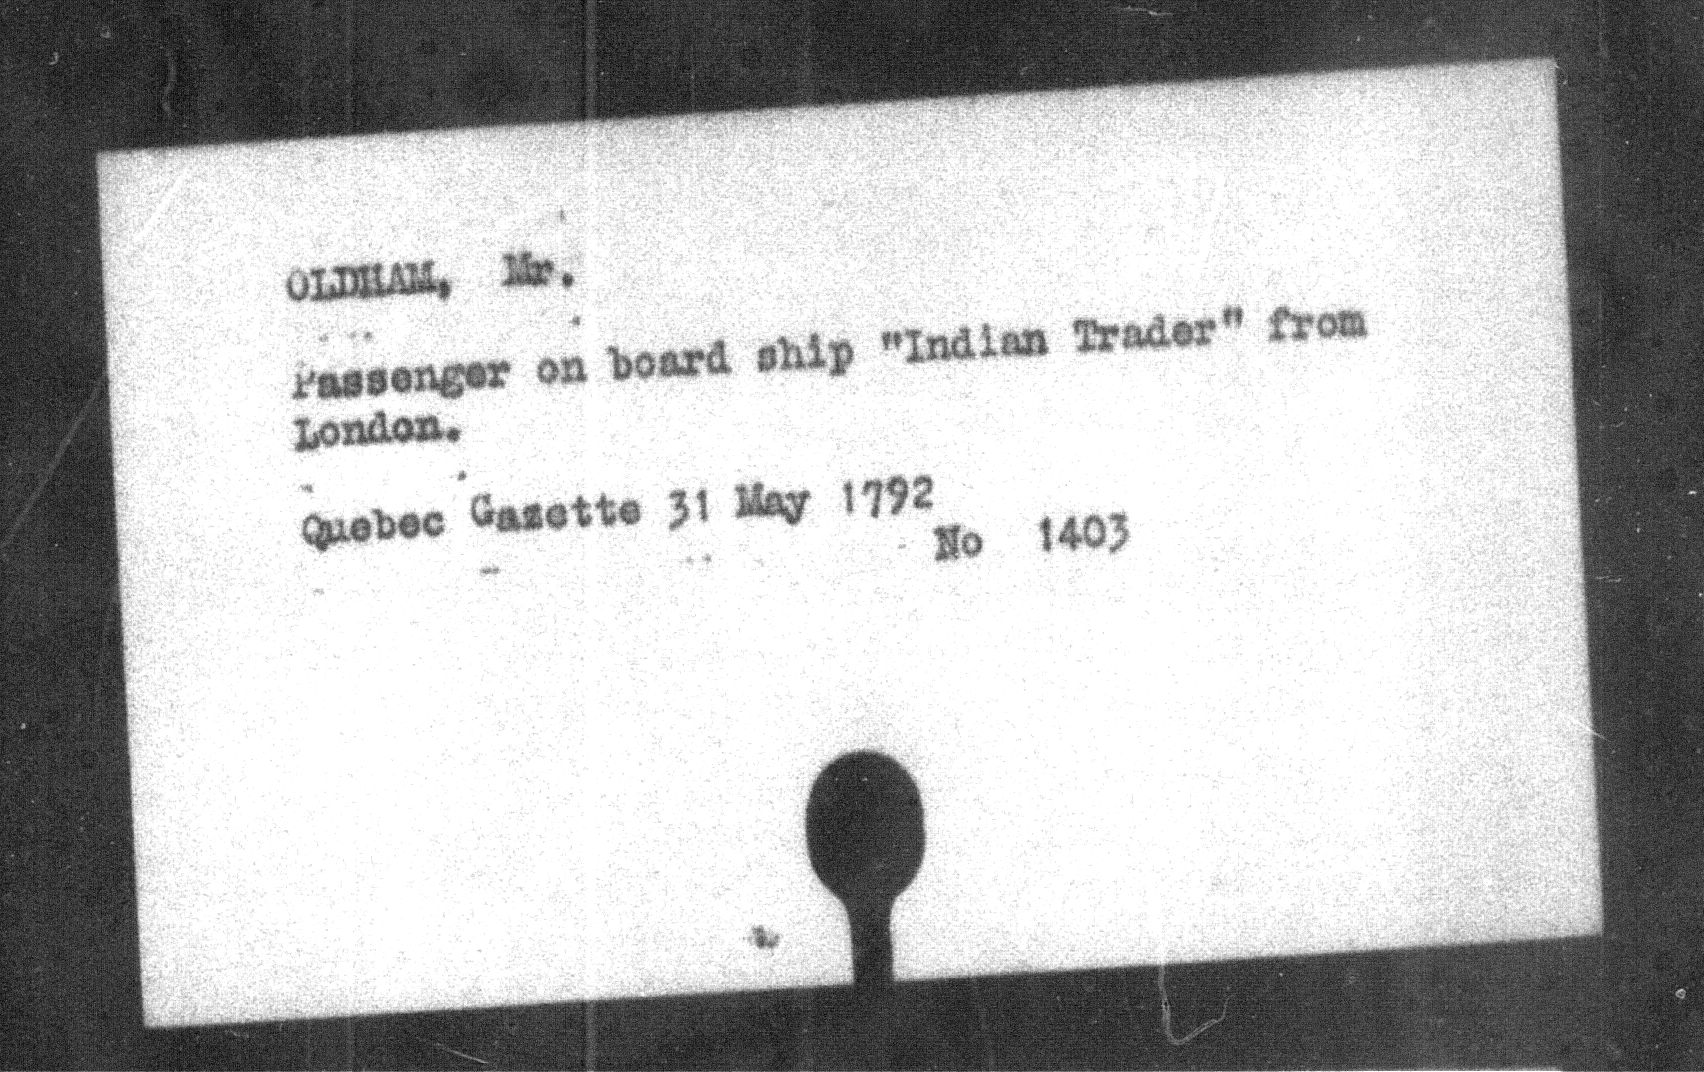 OLDHAM, Mr.
Passenger on board ship "Indian Trader" from
London.
Quebec Gazette 31 May 1792
No 1403